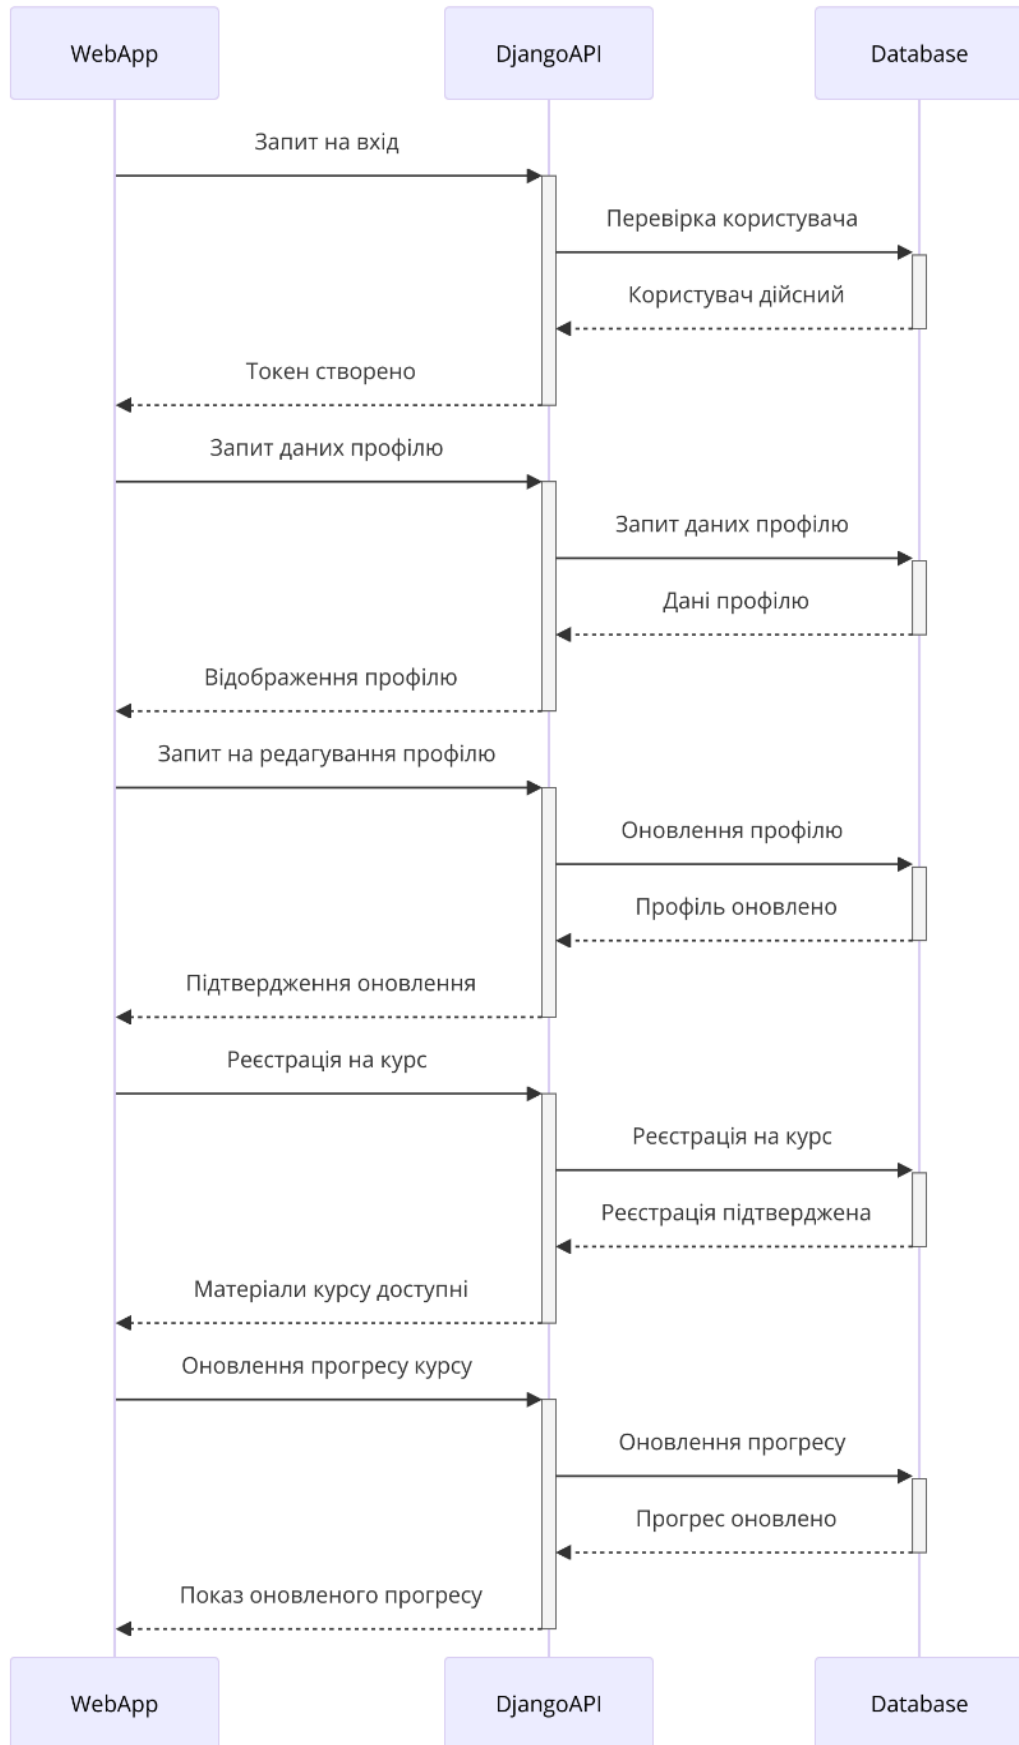 WebApp
DjangoAPI
Database
Запит на вхід
Перевірка користувача
Користувач дійсний
Токен створено
Запит даних профілю
Запит даних профілю
Дані профілю
Відображення профілю
Запит на редагування профілю
Оновлення профілю
Профіль оновлено
Підтвердження оновлення
Реєстрація на курс
Реєстрація на курс
Реєстрація підтверджена
Матеріали курсу доступні
Оновлення прогресу курсу
Оновлення прогресу
Прогрес оновлено
Показ оновленого прогресу
WebApp
DjangoAPI
Database